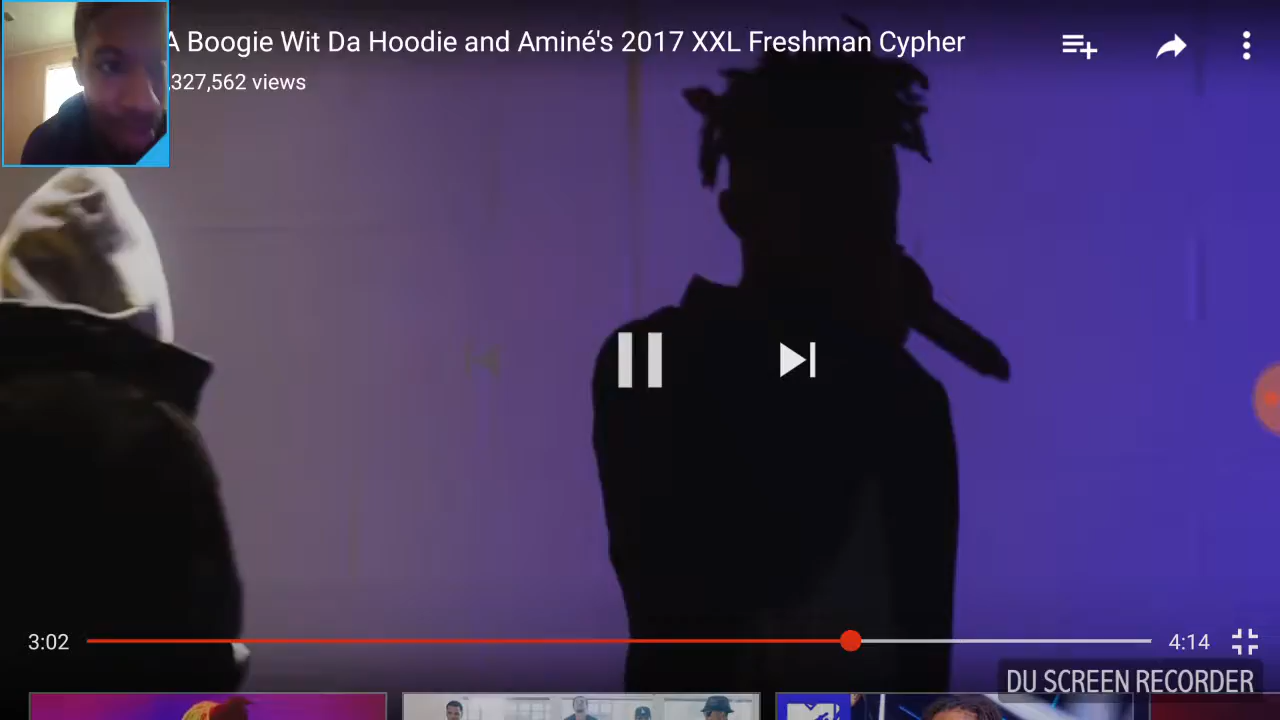 A Boogie Wit Da Hoodie and Aminé's 2017 XXL Freshman Cypher
,327,562 views
3:02
4:14
DU SCREEN RECORDER